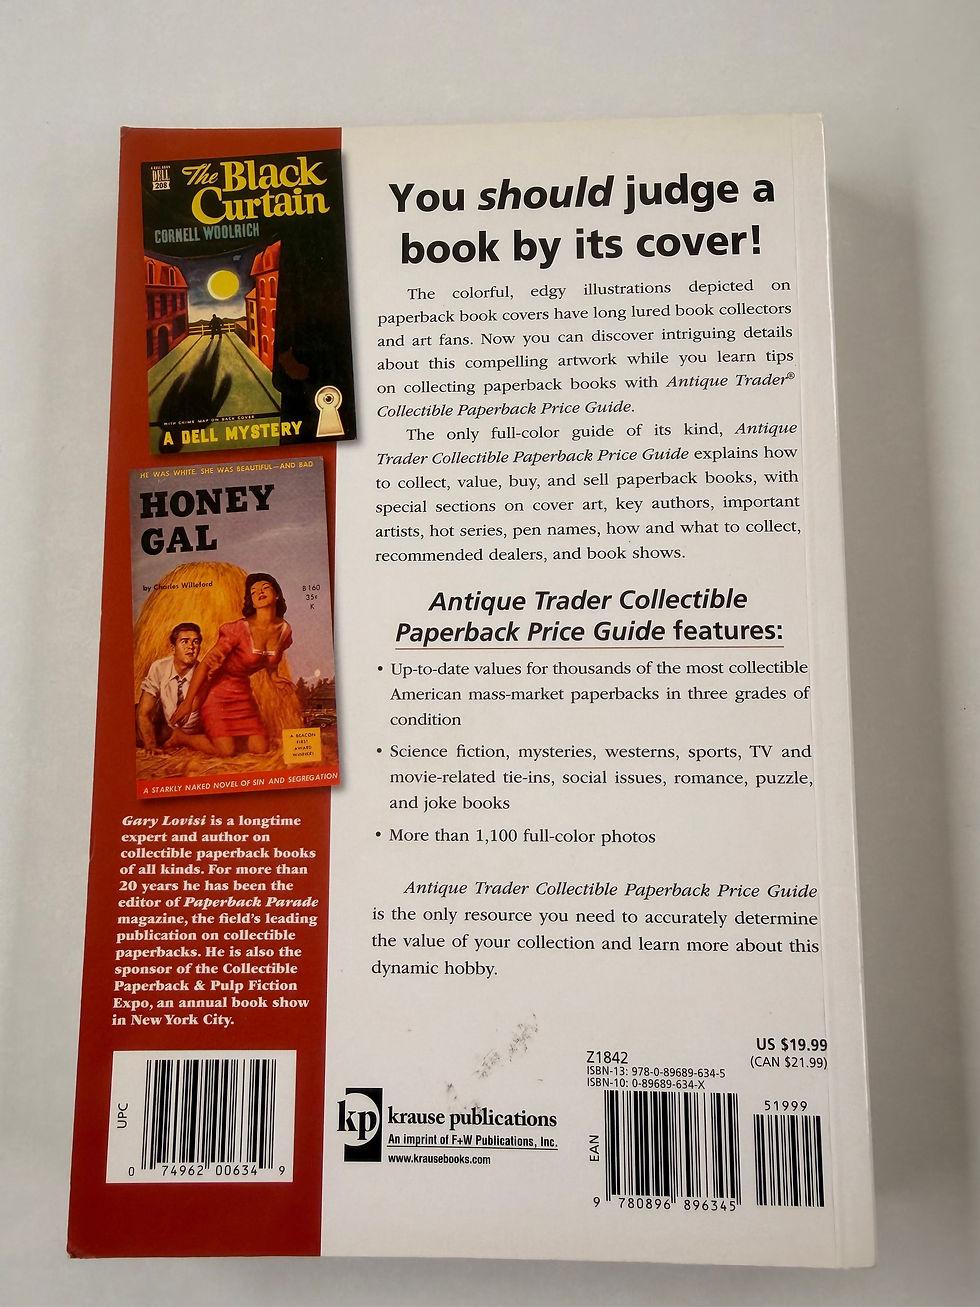 A DELL BOOK
DELL
208
The Black
Curtain
CORNELL WOOLRICH
WITH CRIME MAP ON BACK COVER
A DELL MYSTERY
HE WAS WHITE. SHE WAS BEAUTIFUL—AND BAD
HONEY
GAL
by Charles Willeford
B 160
35¢
K
A BEACON
FIRST
AWARD
WINNER!
A STARKLY NAKED NOVEL OF SIN AND SEGREGATION
Gary Lovisi is a longtime
expert and author on
collectible paperback books
of all kinds. For more than
20 years he has been the
editor of Paperback Parade
magazine, the field's leading
publication on collectible
paperbacks. He is also the
sponsor of the Collectible
Paperback & Pulp Fiction
Expo, an annual book show
in New York City.
UPC
0 74962 00634 9
You should judge a
book by its cover!
The colorful, edgy illustrations depicted on
paperback book covers have long lured book collectors
and art fans. Now you can discover intriguing details
about this compelling artwork while you learn tips
on collecting paperback books with Antique Trader®
Collectible Paperback Price Guide.
The only full-color guide of its kind, Antique
Trader Collectible Paperback Price Guide explains how
to collect, value, buy, and sell paperback books, with
special sections on cover art, key authors, important
artists, hot series, pen names, how and what to collect,
recommended dealers, and book shows.
Antique Trader Collectible
Paperback Price Guide features:
• Up-to-date values for thousands of the most collectible
American mass-market paperbacks in three grades of
condition
• Science fiction, mysteries, westerns, sports, TV and
movie-related tie-ins, social issues, romance, puzzle,
and joke books
• More than 1,100 full-color photos
Antique Trader Collectible Paperback Price Guide
is the only resource you need to accurately determine
the value of your collection and learn more about this
dynamic hobby.
kp krause publications
An imprint of F+W Publications, Inc.
www.krausebooks.com
US $19.99
(CAN $21.99)
Z1842
ISBN-13: 978-0-89689-634-5
ISBN-10: 0-89689-634-X
51999
EAN
9 780896 896345